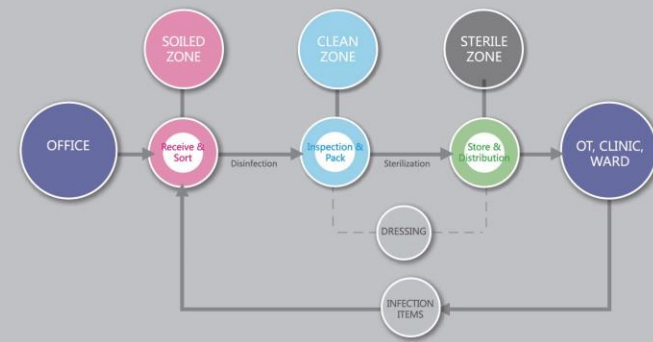 SOILED
ZONE
CLEAN
ZONE
STERILE
ZONE
OFFICE
Receive &
Sort
Disinfection
Inspection &
Pack
Sterilization
Store &
Distribution
OT, CLINIC,
WARD
DRESSING
INFECTION
ITEMS